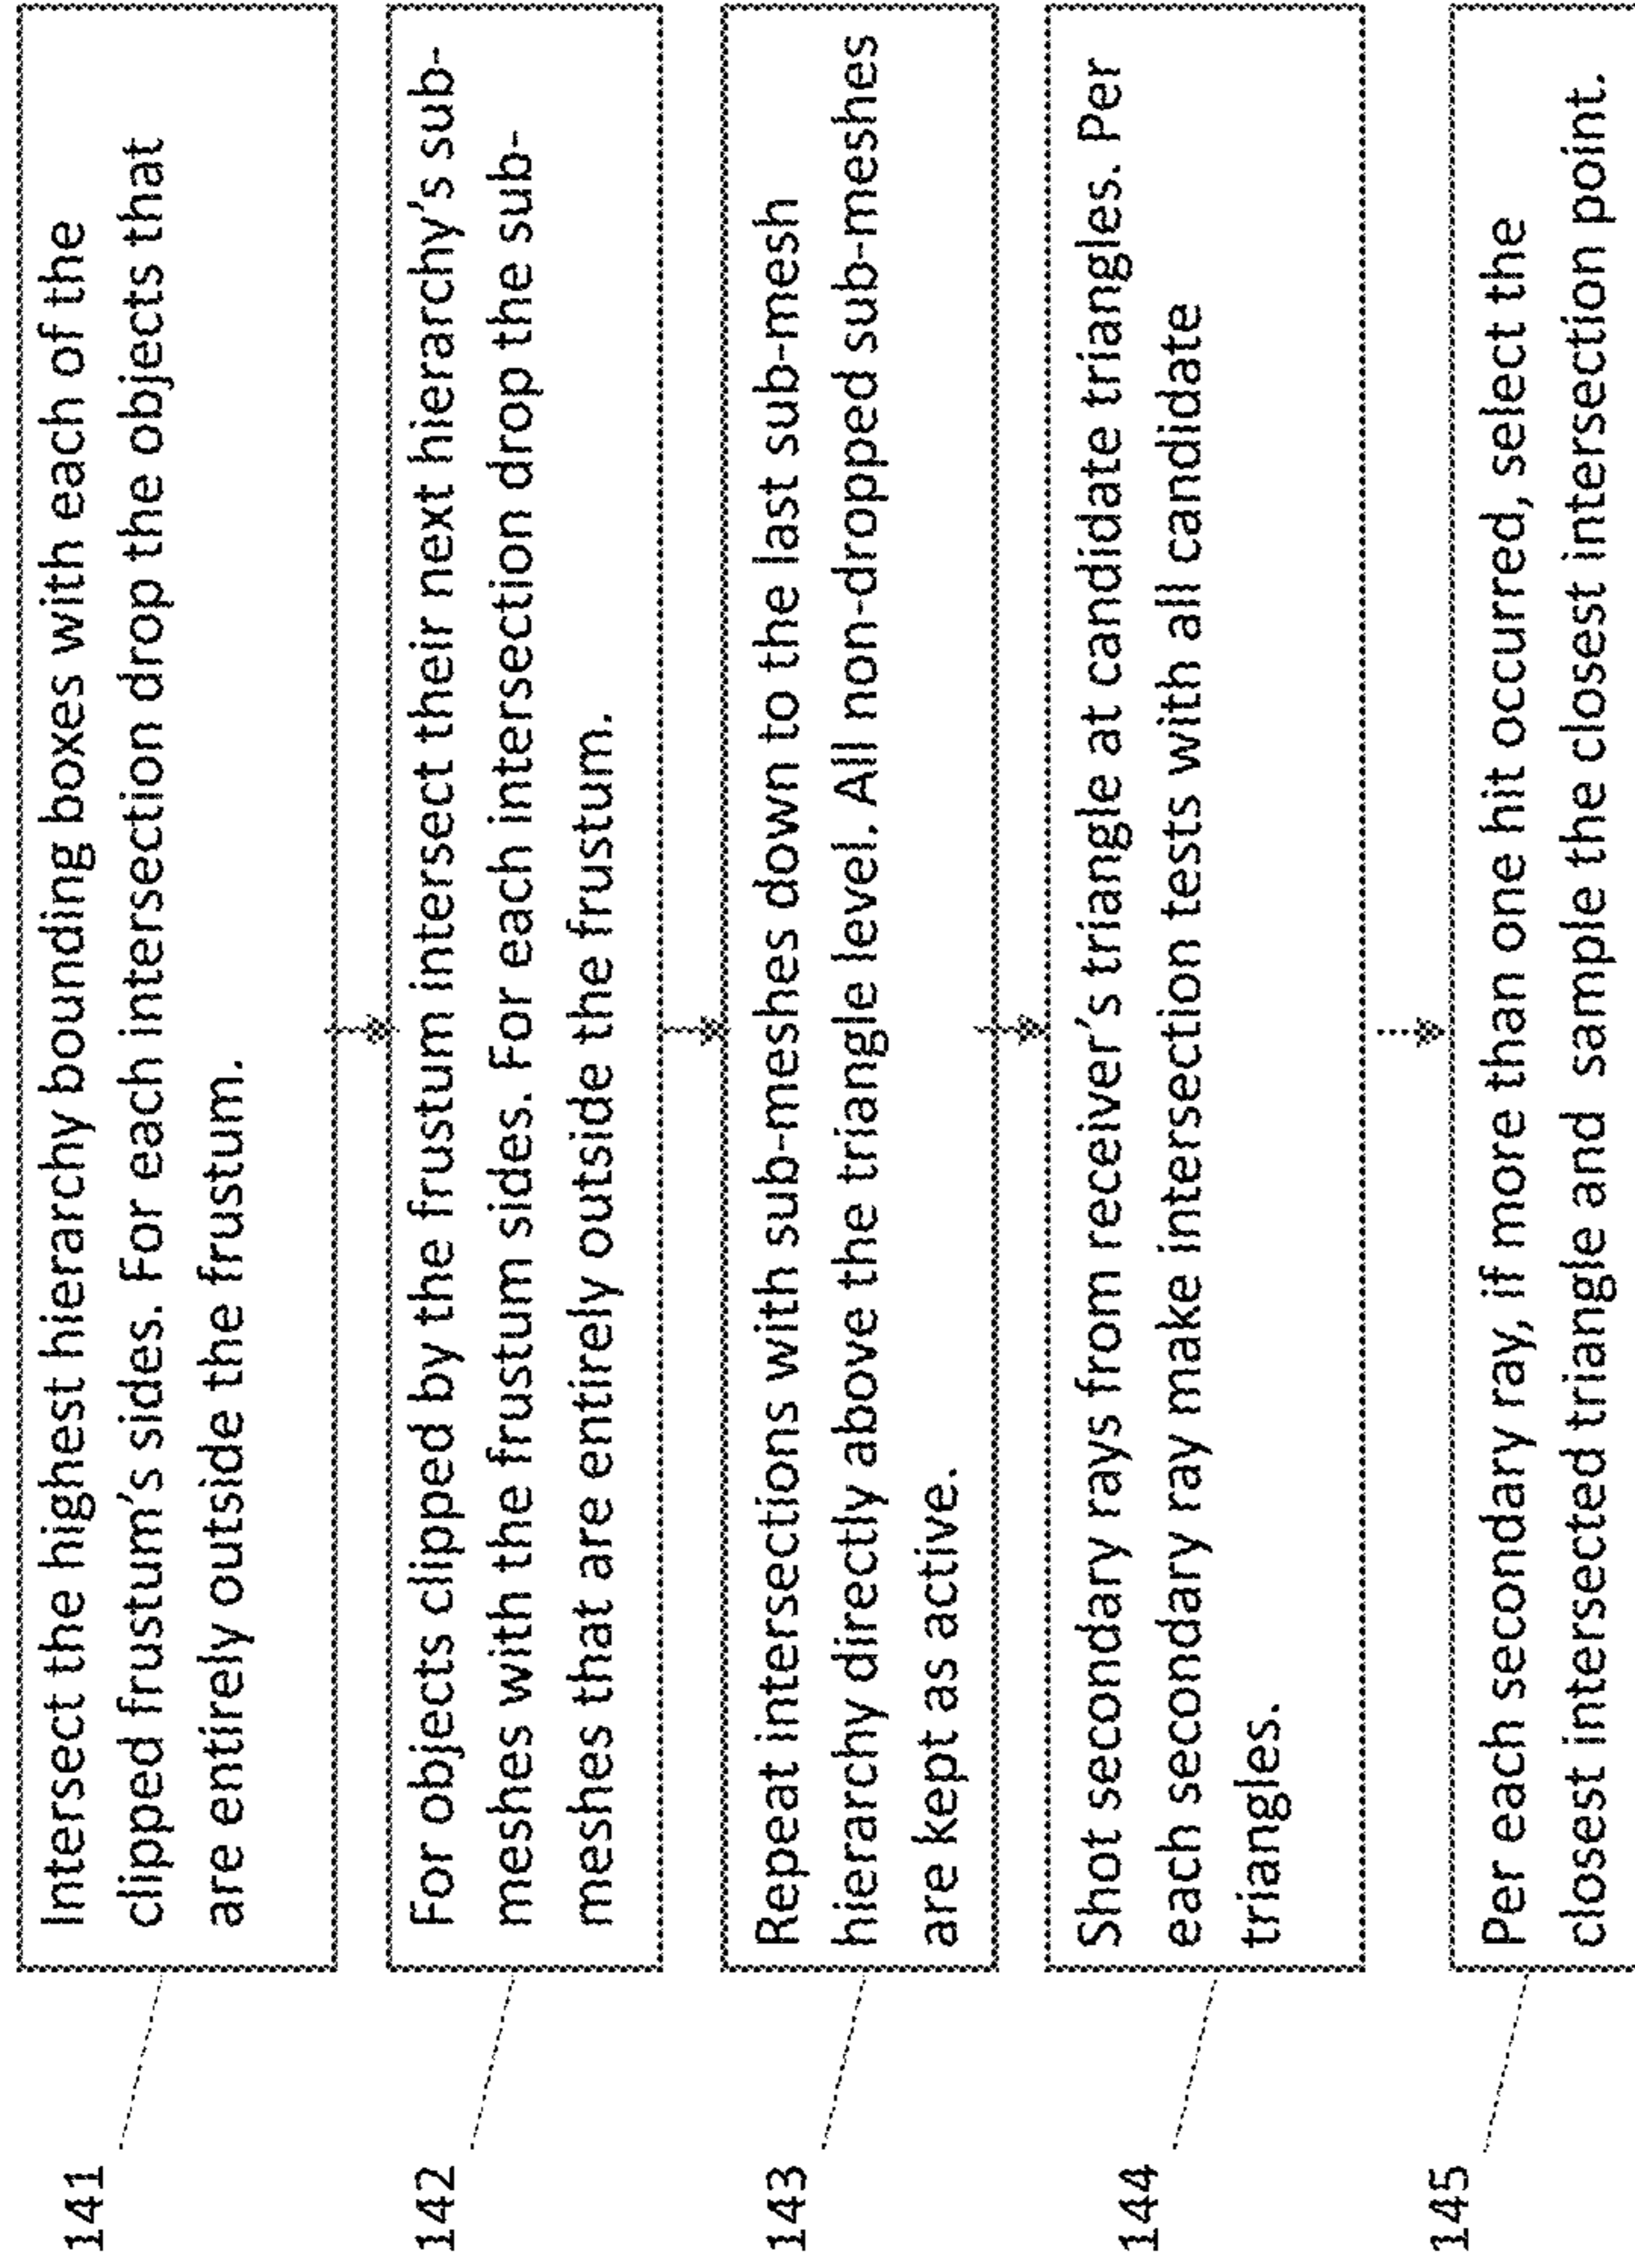 141
Intersect the highest hierarchy bounding boxes with each of the
clipped frustum's sides. For each intersection drop the objects that
are entirely outside the frustum.
142
For objects clipped by the frustum intersect their next hierarchy's sub-
meshes with the frustum sides. For each intersection drop the sub-
meshes that are entirely outside the frustum.
143
Repeat intersections with sub-meshes down to the last sub-mesh
hierarchy directly above the triangle level. All non-dropped sub-meshes
are kept as active.
144
Shot secondary rays from receiver's triangle at candidate triangles. Per
each secondary ray make intersection tests with all candidate
triangles.
145
Per each secondary ray, if more than one hit occurred, select the
closest intersected triangle and sample the closest intersection point.